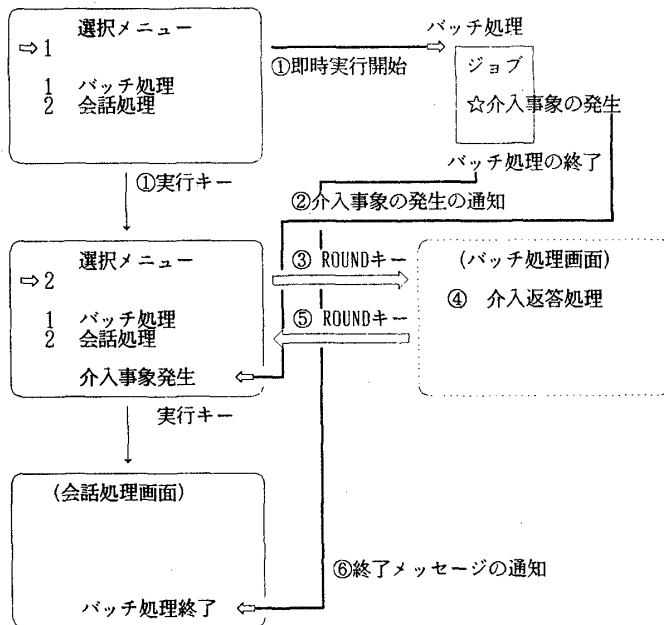 選択メニュー
⇨1
1 バッチ処理
2 会話処理
①即時実行開始
バッチ処理
ジョブ
☆介入事象の発生
バッチ処理の終了
①実行キー
②介入事象の発生の通知
選択メニュー
⇨2
1 バッチ処理
2 会話処理
介入事象発生
③ ROUNDキー
⑤ ROUNDキー
(バッチ処理画面)
④ 介入返答処理
実行キー
(会話処理画面)
⑥終了メッセージの通知
バッチ処理終了